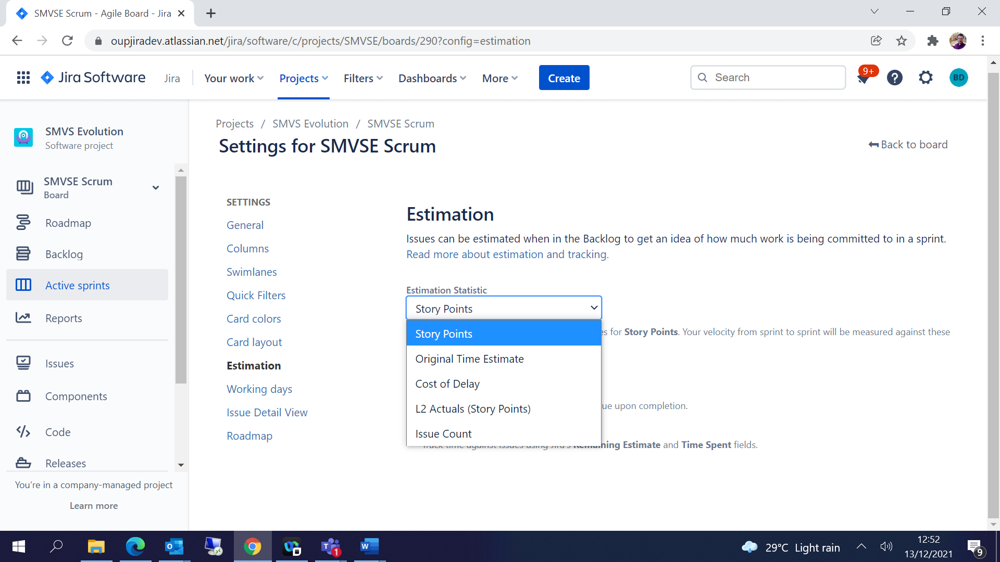 SMVSE Scrum - Agile Board - Jira
oupjiradev.atlassian.net/jira/software/c/projects/SMVSE/boards/290?config=estimation
Jira Software
Jira
Your work
Projects
Filters
Dashboards
More
Create
Search
9+
BD
SMVS Evolution
Software project
SMVSE Scrum
Board
Roadmap
Backlog
Active sprints
Reports
Issues
Components
Code
Releases
You're in a company-managed project
Learn more
Projects / SMVS Evolution / SMVSE Scrum
Settings for SMVSE Scrum
Back to board
SETTINGS
General
Columns
Swimlanes
Quick Filters
Card colors
Card layout
Estimation
Working days
Issue Detail View
Roadmap
Estimation
Issues can be estimated when in the Backlog to get an idea of how much work is being committed to in a sprint.
Read more about estimation and tracking.
Estimation Statistic
Story Points
Story Points
for Story Points. Your velocity from sprint to sprint will be measured against these
Original Time Estimate
Cost of Delay
L2 Actuals (Story Points)
upon completion.
Issue Count
Track time against issues using Jira's Remaining Estimate and Time Spent fields.
1
29°C Light rain
12:52
13/12/2021
9